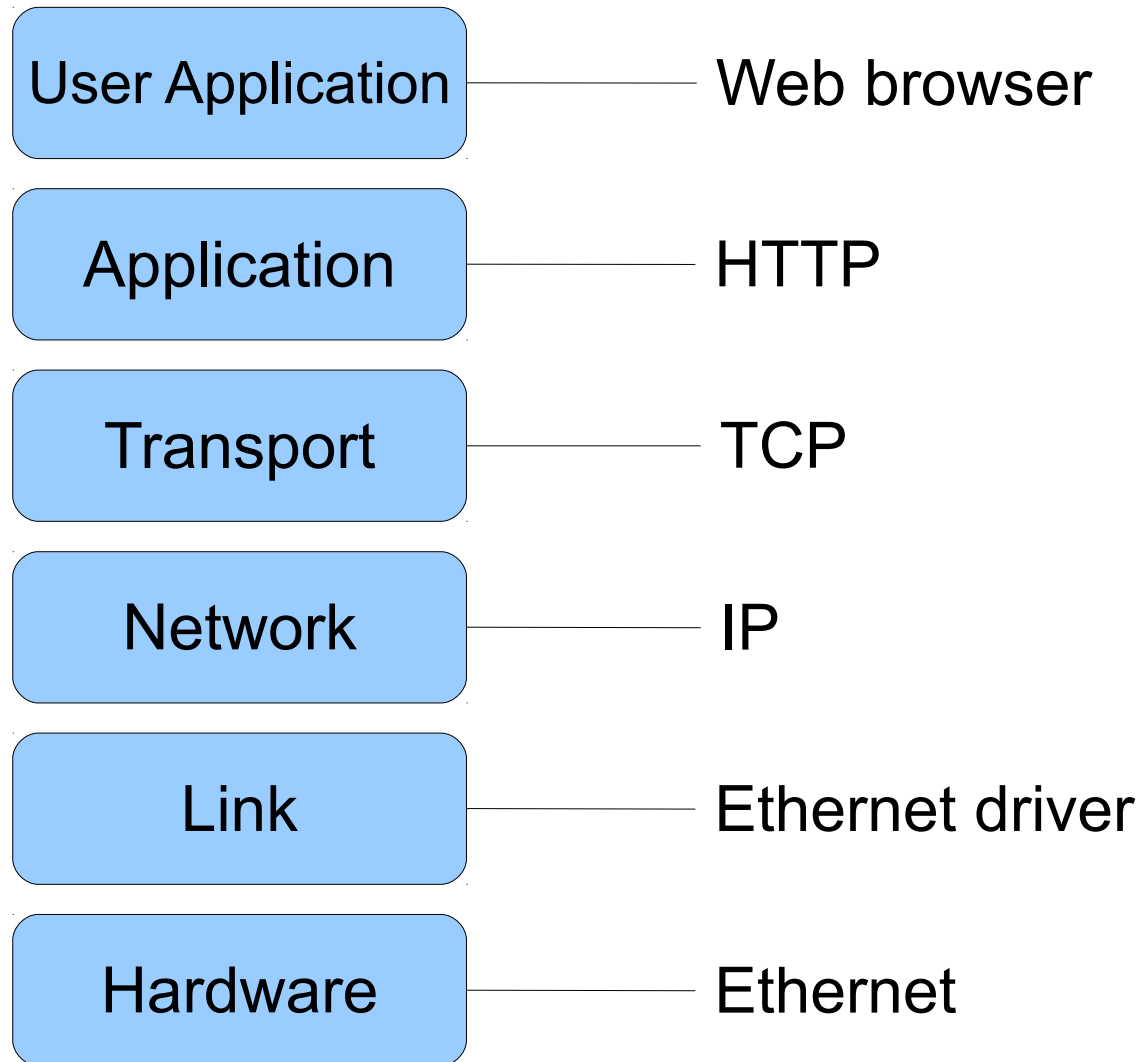 User Application Web browser
Application HTTP
Transport TCP
Network IP
Link Ethernet driver
Hardware Ethernet